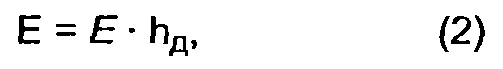 E = E · hд, (2)